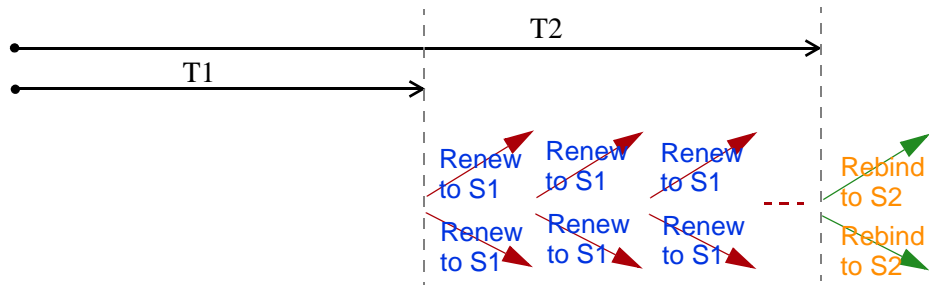 T2
T1
Renew
to S1
Renew
to S1
Renew
to S1
Rebind
to S2
Renew
to S1
Renew
to S1
Renew
to S1
Rebind
to S2